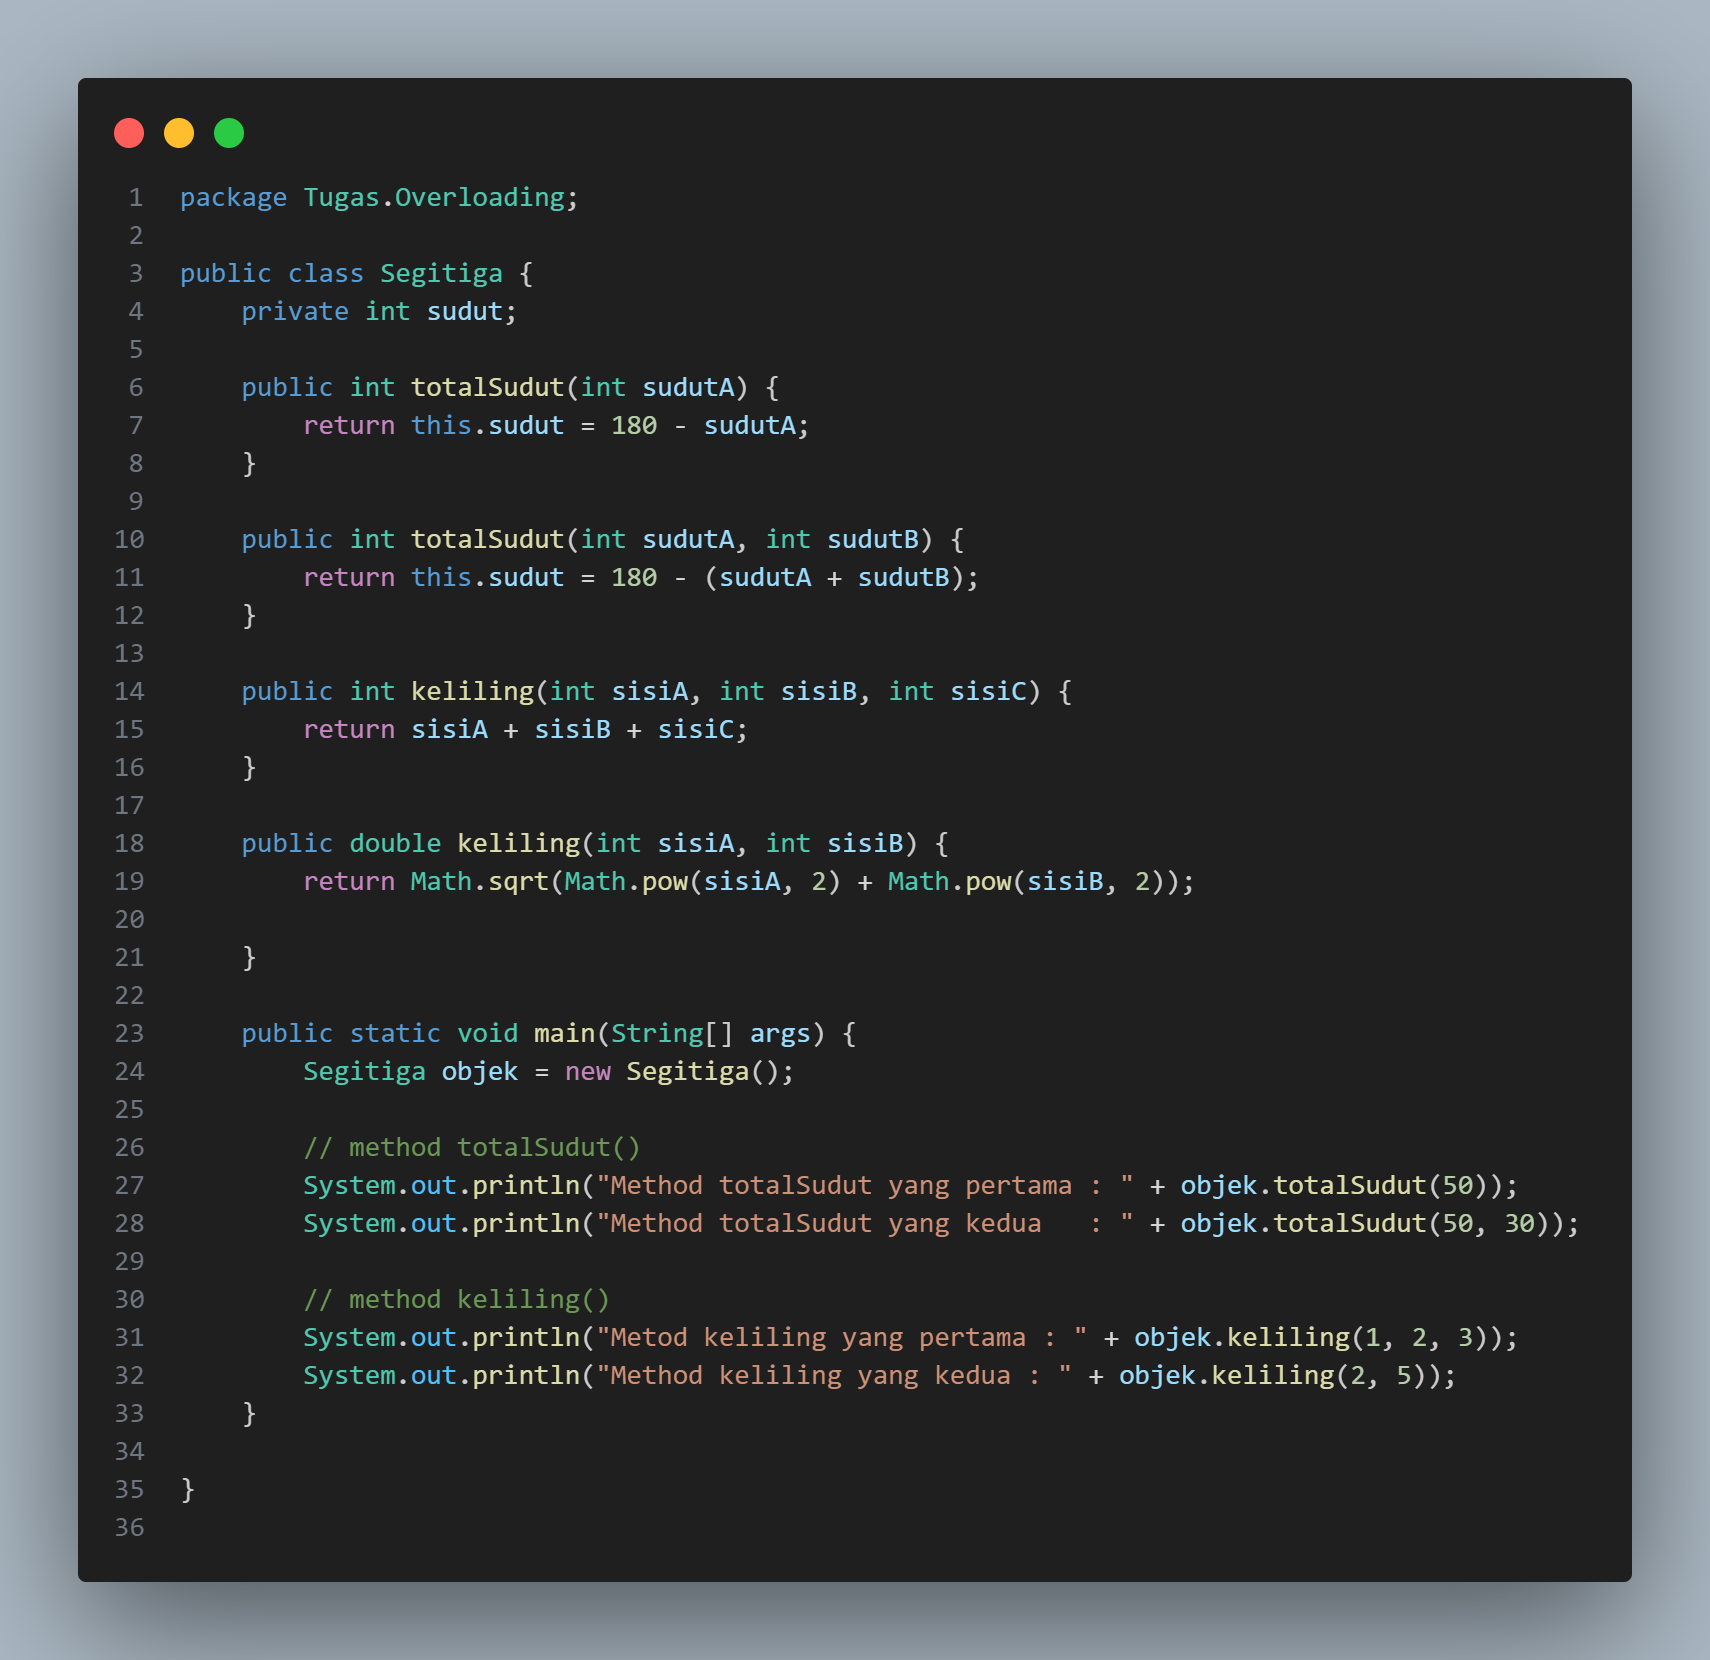 1 package Tugas.Overloading;
2
3 public class Segitiga {
4     private int sudut;
5
6     public int totalSudut(int sudutA) {
7         return this.sudut = 180 - sudutA;
8     }
9
10     public int totalSudut(int sudutA, int sudutB) {
11         return this.sudut = 180 - (sudutA + sudutB);
12     }
13
14     public int keliling(int sisiA, int sisiB, int sisiC) {
15         return sisiA + sisiB + sisiC;
16     }
17
18     public double keliling(int sisiA, int sisiB) {
19         return Math.sqrt(Math.pow(sisiA, 2) + Math.pow(sisiB, 2));
20
21     }
22
23     public static void main(String[] args) {
24         Segitiga objek = new Segitiga();
25
26         // method totalSudut()
27         System.out.println("Method totalSudut yang pertama : " + objek.totalSudut(50));
28         System.out.println("Method totalSudut yang kedua   : " + objek.totalSudut(50, 30));
29
30         // method keliling()
31         System.out.println("Metod keliling yang pertama : " + objek.keliling(1, 2, 3));
32         System.out.println("Method keliling yang kedua : " + objek.keliling(2, 5));
33     }
34
35 }
36